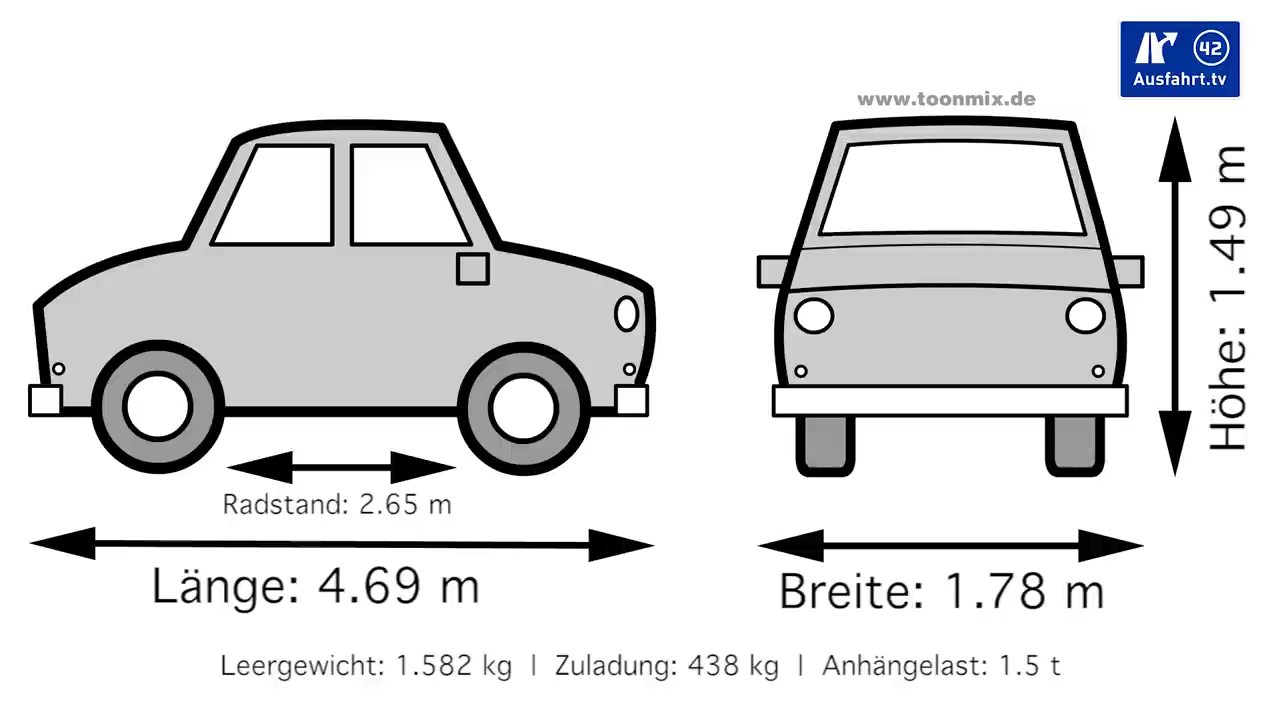 42
Ausfahrt.tv
www.toonmix.de
Höhe: 1.49 m
Radstand: 2.65 m
Länge: 4.69 m
Breite: 1.78 m
Leergewicht: 1.582 kg | Zuladung: 438 kg | Anhängelast: 1.5 t